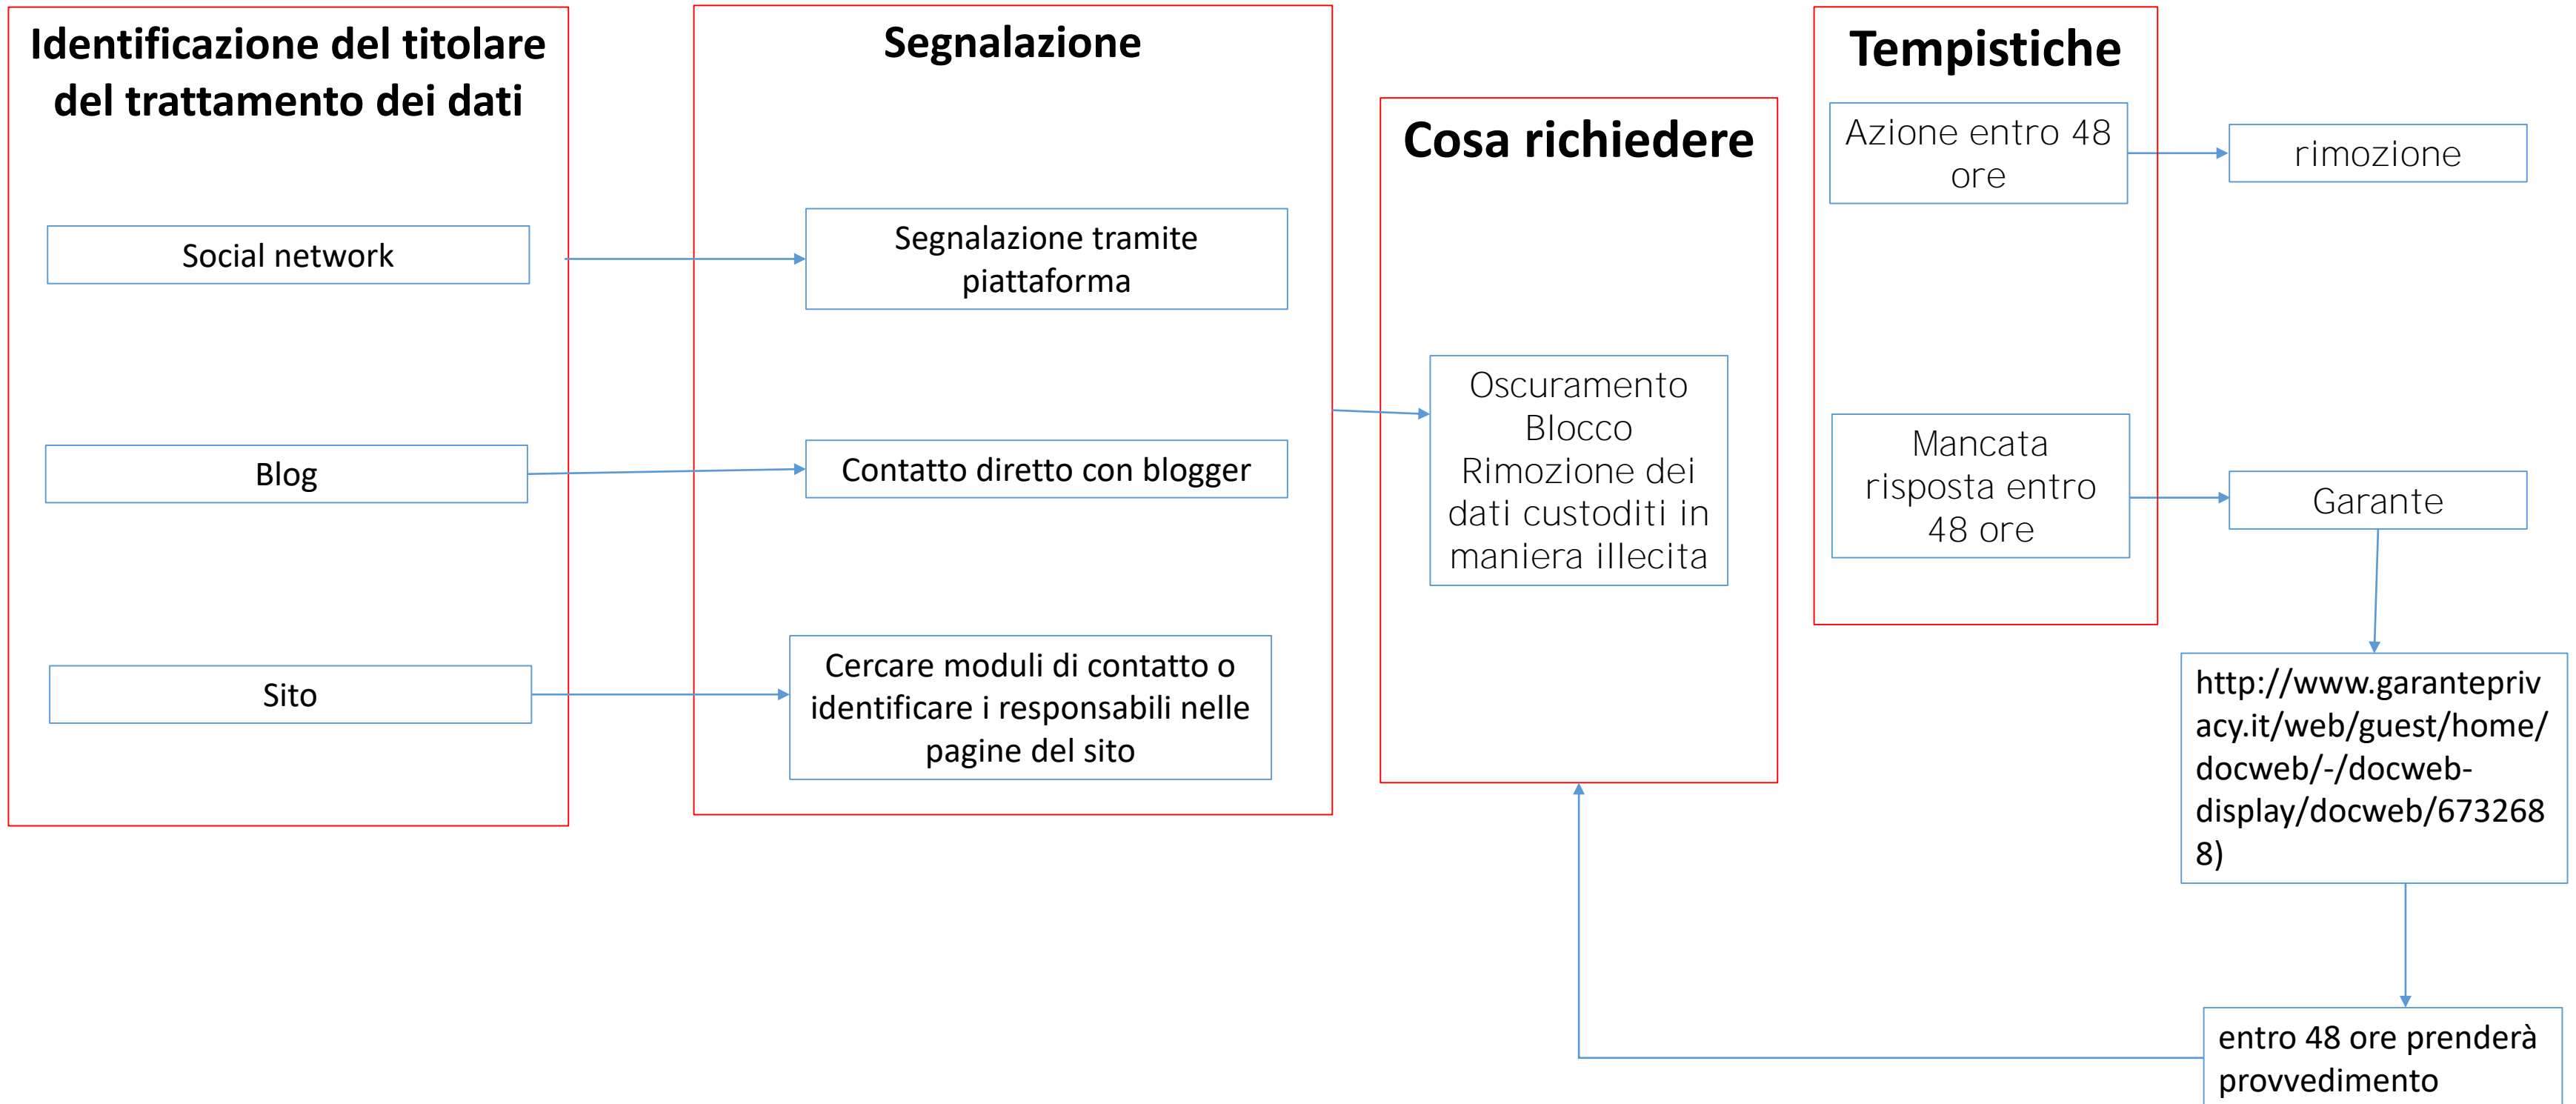 Identificazione del titolare
del trattamento dei dati
Social network
Blog
Sito
Segnalazione
Segnalazione tramite
piattaforma
Contatto diretto con blogger
Cercare moduli di contatto o
identificare i responsabili nelle
pagine del sito
Cosa richiedere
Oscuramento
Blocco
Rimozione dei
dati custoditi in
maniera illecita
Tempistiche
Azione entro 48
ore
rimozione
Mancata
risposta entro
48 ore
Garante
http://www.garantepriv
acy.it/web/guest/home/
docweb/-/docweb-
display/docweb/673268
8)
entro 48 ore prenderà
provvedimento